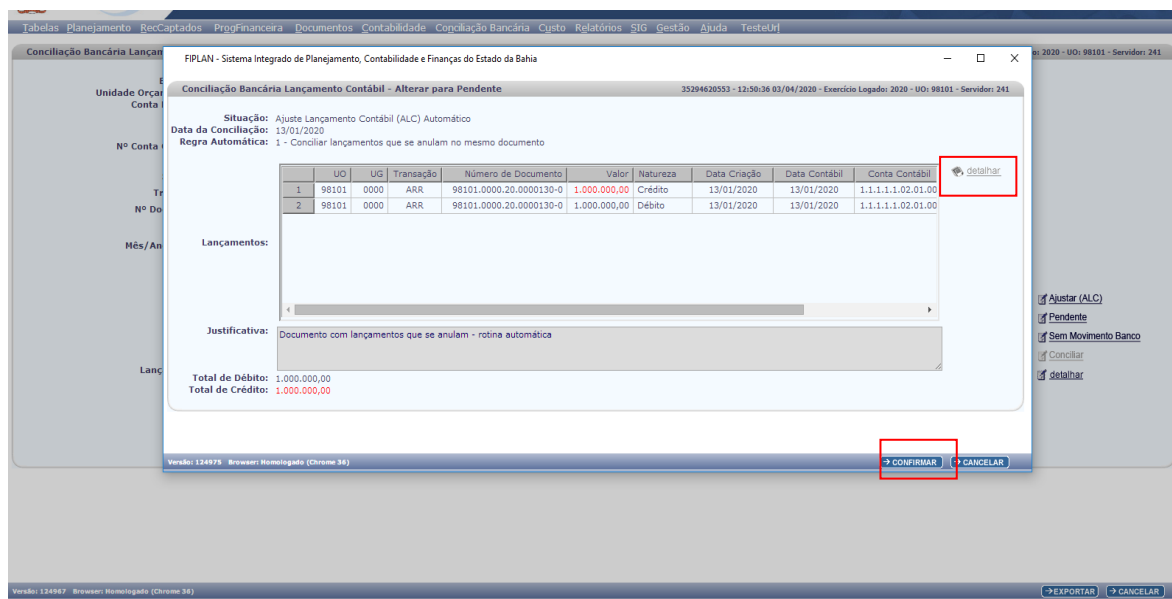 Tabelas Planejamento RecCaptados ProgFinanceira Documentos Contabilidade Conciliação Bancária Custo Relatórios SIG Gestão Ajuda TesteUrl
Conciliação Bancária Lançam
o: 2020 - UO: 98101 - Servidor: 241
FIPLAN - Sistema Integrado de Planejamento, Contabilidade e Finanças do Estado da Bahia
Conciliação Bancária Lançamento Contábil - Alterar para Pendente 35294620553 - 12:50:36 03/04/2020 - Exercício Logado: 2020 - UO: 98101 - Servidor: 241
Unidade Orçar
Conta
Nº Conta
Tr
Nº Do
Mês/An
Lanç
Situação: Ajuste Lançamento Contábil (ALC) Automático
Data da Conciliação: 13/01/2020
Regra Automática: 1 - Conciliar lançamentos que se anulam no mesmo documento
UO UG Transação Número de Documento Valor Natureza Data Criação Data Contábil Conta Contábil
1 98101 0000 ARR 98101.0000.20.0000130-0 1.000.000,00 Crédito 13/01/2020 13/01/2020 1.1.1.1.1.02.01.00
2 98101 0000 ARR 98101.0000.20.0000130-0 1.000.000,00 Débito 13/01/2020 13/01/2020 1.1.1.1.1.02.01.00
detalhar
Lançamentos:
Justificativa: Documento com lançamentos que se anulam - rotina automática
Total de Débito: 1.000.000,00
Total de Crédito: 1.000.000,00
Ajustar (ALC)
Pendente
Sem Movimento Banco
Conciliar
detalhar
Versão: 124975 Browser: Homologado (Chrome 36)
CONFIRMAR CANCELAR
Versão: 124987 Browser: Homologado (Chrome 36)
EXPORTAR CANCELAR